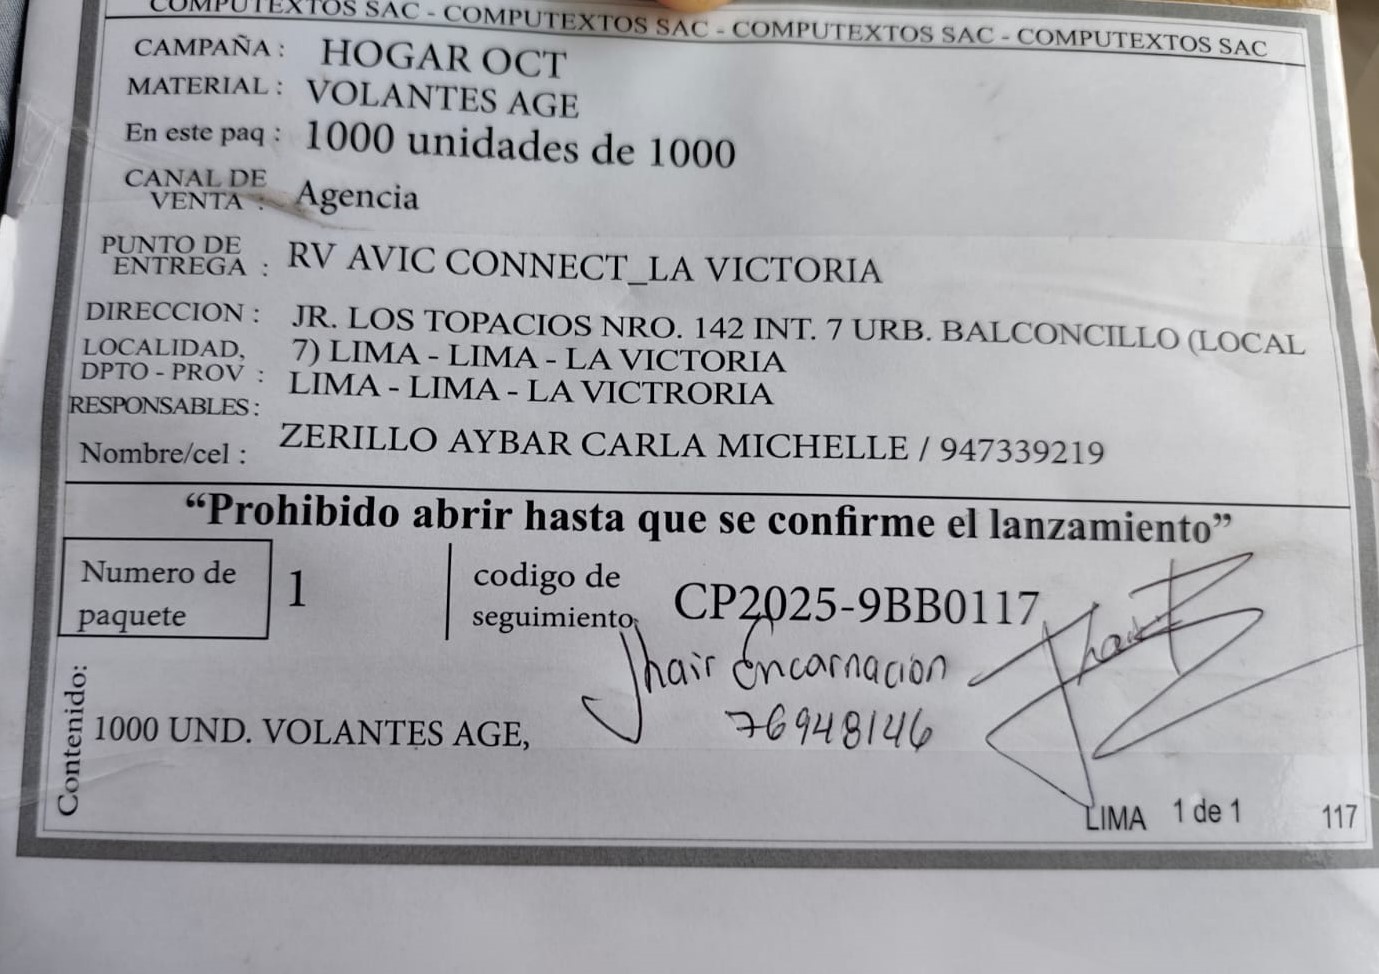 COMPUTEXTOS SAC - COMPUTEXTOS SAC - COMPUTEXTOS SAC - COMPUTEXTOS SAC
CAMPAÑA : HOGAR OCT
MATERIAL : VOLANTES AGE
En este paq : 1000 unidades de 1000
CANAL DE VENTA : Agencia
PUNTO DE ENTREGA : RV AVIC CONNECT_LA VICTORIA
DIRECCION : JR. LOS TOPACIOS NRO. 142 INT. 7 URB. BALCONCILLO (LOCAL
7) LIMA - LIMA - LA VICTORIA
LOCALIDAD, DPTO - PROV : LIMA - LIMA - LA VICTRORIA
RESPONSABLES :
Nombre/cel : ZERILLO AYBAR CARLA MICHELLE / 947339219
“Prohibido abrir hasta que se confirme el lanzamiento”
Numero de paquete 1
codigo de seguimiento, CP2025-9BB0117
Jhair Encarnacion
76948146
Contenido:
1000 UND. VOLANTES AGE,
LIMA 1 de 1 117